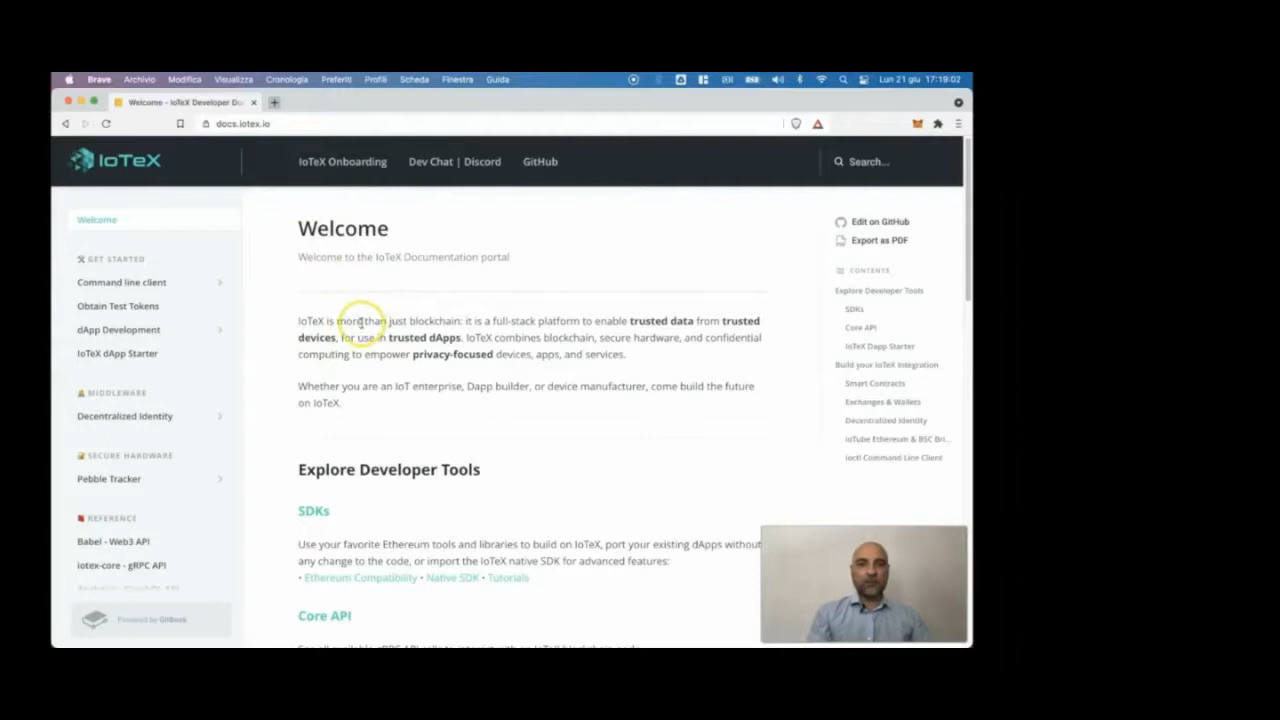 Brave Archivio Modifica Visualizza Cronologia Preferiti Profili Scheda Finestra Guida Lun 21 giu 17:19:02
Welcome - IoTeX Developer Do
docs.iotex.io
IoTeX
IoTeX Onboarding Dev Chat | Discord GitHub Search...
Welcome
GET STARTED
Command line client
Obtain Test Tokens
dApp Development
IoTeX dApp Starter
MIDDLEWARE
Decentralized Identity
SECURE HARDWARE
Pebble Tracker
REFERENCE
Babel - Web3 API
iotex-core - gRPC API
Powered by GitBook
Welcome
Welcome to the IoTeX Documentation portal
IoTeX is more than just blockchain: it is a full-stack platform to enable trusted data from trusted
devices, for use in trusted dApps. IoTeX combines blockchain, secure hardware, and confidential
computing to empower privacy-focused devices, apps, and services.
Whether you are an IoT enterprise, Dapp builder, or device manufacturer, come build the future
on IoTeX.
Explore Developer Tools
SDKs
Use your favorite Ethereum tools and libraries to build on IoTeX, port your existing dApps without
any change to the code, or import the IoTeX native SDK for advanced features:
• Ethereum Compatibility • Native SDK • Tutorials
Core API
Edit on GitHub
Export as PDF
CONTENTS
Explore Developer Tools
SDKs
Core API
IoTeX Dapp Starter
Build your IoTeX Integration
Smart Contracts
Exchanges & Wallets
Decentralized Identity
ioTube Ethereum & BSC Bri...
ioctl Command Line Client